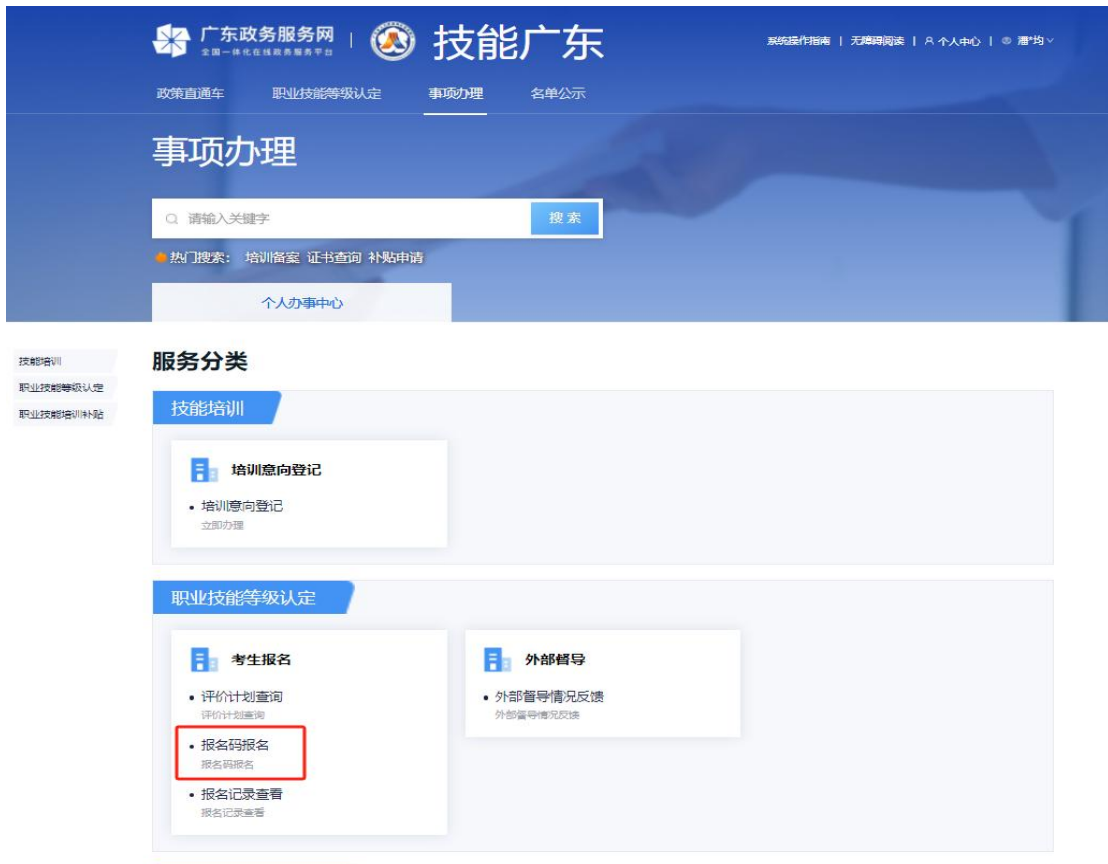 广东政务服务网
全国一体化在线政务服务平台
技能广东
系统操作指南 | 无障碍阅读 | 个人中心 | 潘*均
政策直通车 职业技能等级认定 事项办理 名单公示
事项办理
请输入关键字 搜索
热门搜索: 培训备案 证书查询 补贴申请
个人办事中心
技能培训
职业技能等级认定
职业技能培训补贴
服务分类
技能培训
培训意向登记
• 培训意向登记
立即办理
职业技能等级认定
考生报名
• 评价计划查询
评价计划查询
• 报名码报名
报名码报名
• 报名记录查看
报名记录查看
外部督导
• 外部督导情况反馈
外部督导情况反馈